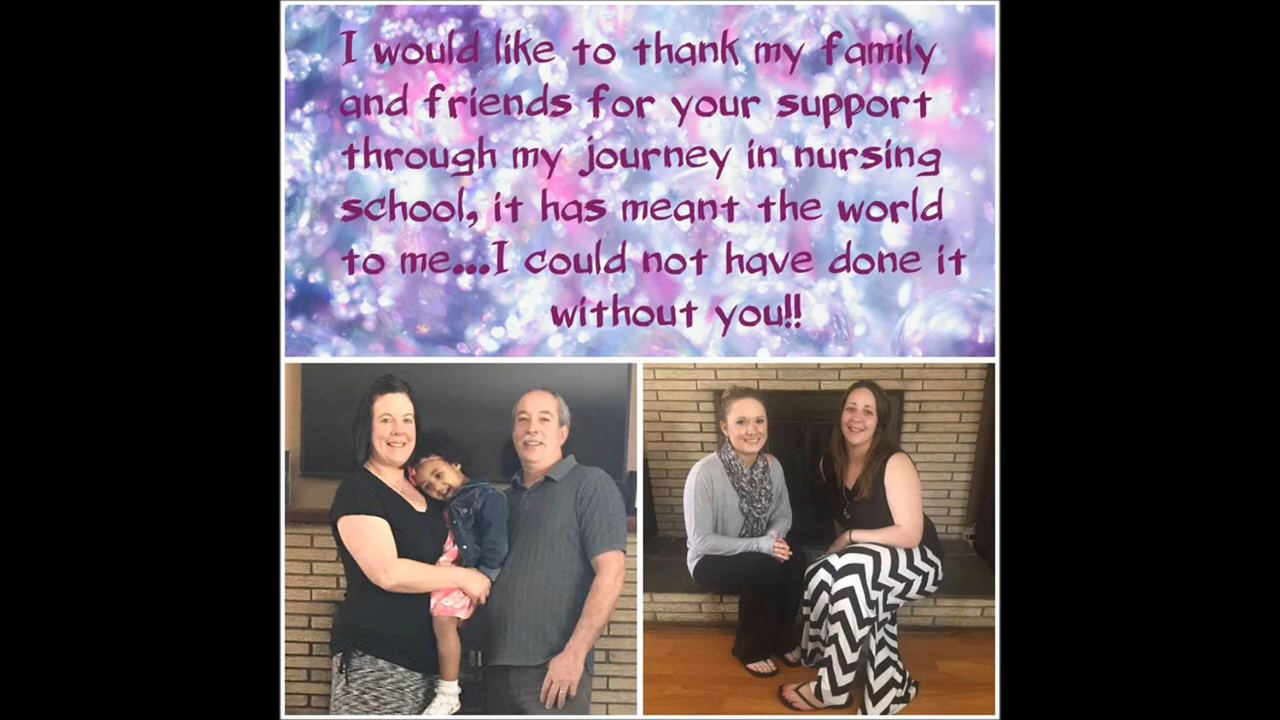 I would like to thank my family
and friends for your support
through my journey in nursing
school, it has meant the world
to me...I could not have done it
without you!!